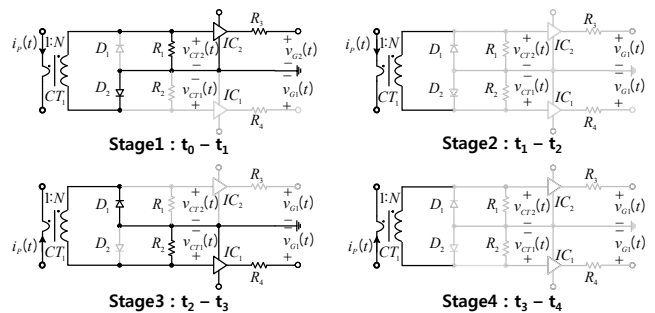 i_P(t) 1:N CT_1 D_1 D_2 R_1 R_2 + v_CT2(t) − − v_CT1(t) + IC_2 IC_1 R_3 R_4 + v_G2(t) − − v_G1(t) +
Stage1 : t_0 – t_1
i_P(t) 1:N CT_1 D_1 D_2 R_1 R_2 + v_CT2(t) − − v_CT1(t) + IC_2 IC_1 R_3 R_4 + v_G1(t) − − v_G1(t) +
Stage2 : t_1 – t_2
1:N i_P(t) CT_1 D_1 D_2 R_1 R_2 + v_CT2(t) − − v_CT1(t) + IC_2 IC_1 R_3 R_4 + v_G1(t) − − v_G1(t) +
Stage3 : t_2 – t_3
1:N i_P(t) CT_1 D_1 D_2 R_1 R_2 + v_CT2(t) − − v_CT1(t) + IC_2 IC_1 R_3 R_4 + v_G1(t) − − v_G1(t) +
Stage4 : t_3 – t_4